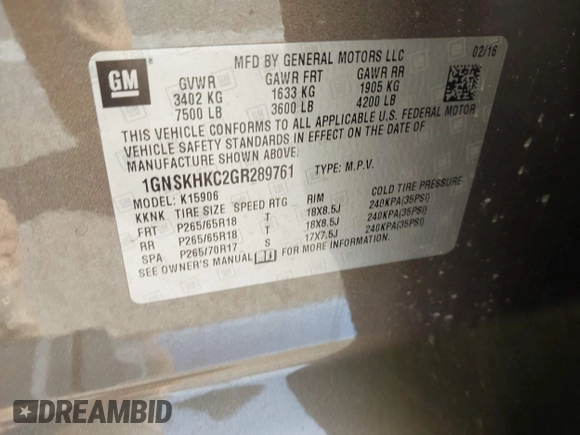 MFD BY GENERAL MOTORS LLC 02/16
GM
GVWR GAWR FRT GAWR RR
3402 KG 1633 KG 1905 KG
7500 LB 3600 LB 4200 LB
THIS VEHICLE CONFORMS TO ALL APPLICABLE U.S. FEDERAL MOTOR
VEHICLE SAFETY STANDARDS IN EFFECT ON THE DATE OF
MANUFACTURE SHOWN ABOVE.
1GNSKHKC2GR289761 TYPE: M.P.V.
MODEL: K15906
KKNK TIRE SIZE SPEED RTG RIM COLD TIRE PRESSURE
FRT P265/65R18 T 18X8.5J 240KPA(35PSI)
RR P265/65R18 T 18X8.5J 240KPA(35PSI)
SPA P265/70R17 S 17X7.5J 240KPA(35PSI)
SEE OWNER'S MANUAL FOR MORE INFORMATION.
DREAMBID